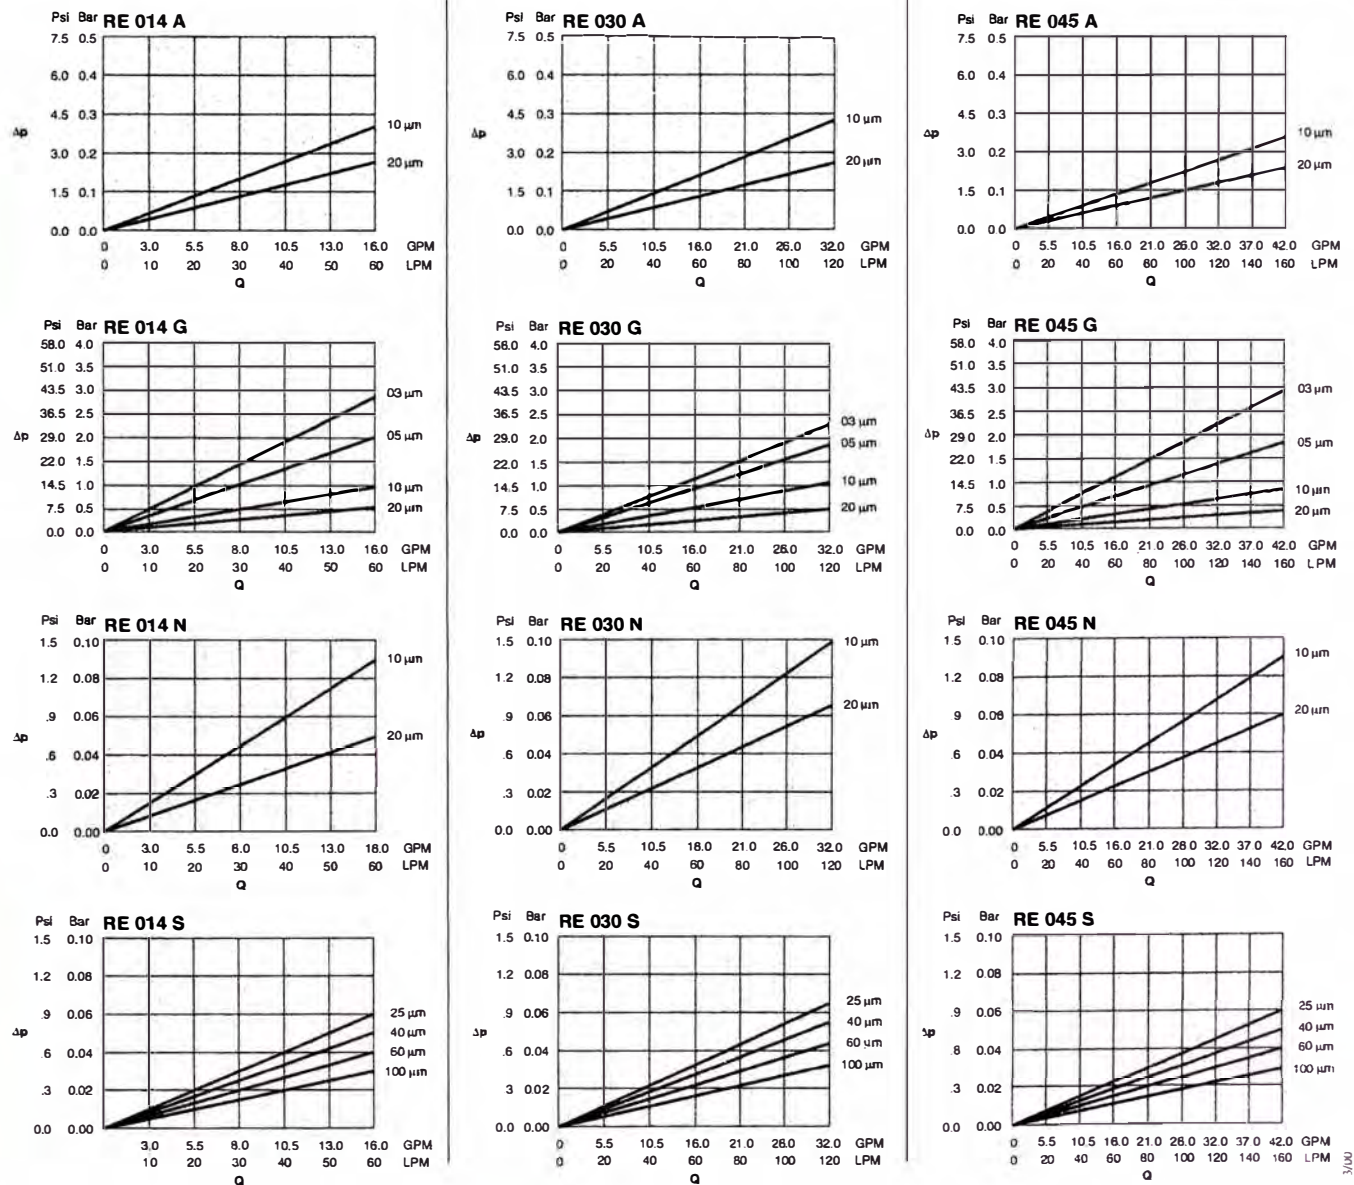 Psi Bar RE 014 A
7.5 0.5
6.0 0.4
4.5 0.3
Δp
3.0 0.2
1.5 0.1
0.0 0.0
10 µm
20 µm
0 3.0 5.5 8.0 10.5 13.0 16.0 GPM
0 10 20 30 40 50 60 LPM
Q
Psi Bar RE 030 A
7.5 0.5
6.0 0.4
4.5 0.3
Δp
3.0 0.2
1.5 0.1
0.0 0.0
10 µm
20 µm
0 5.5 10.5 16.0 21.0 26.0 32.0 GPM
0 20 40 60 80 100 120 LPM
Q
Psi Bar RE 045 A
7.5 0.5
6.0 0.4
4.5 0.3
Δp
3.0 0.2
1.5 0.1
0.0 0.0
10 µm
20 µm
0 5.5 10.5 16.0 21.0 26.0 32.0 37.0 42.0 GPM
0 20 40 60 80 100 120 140 160 LPM
Q
Psi Bar RE 014 G
58.0 4.0
51.0 3.5
43.5 3.0
36.5 2.5
Δp 29.0 2.0
22.0 1.5
14.5 1.0
7.5 0.5
0.0 0.0
03 µm
05 µm
10 µm
20 µm
0 3.0 5.5 8.0 10.5 13.0 16.0 GPM
0 10 20 30 40 50 60 LPM
Q
Psi Bar RE 030 G
58.0 4.0
51.0 3.5
43.5 3.0
36.5 2.5
Δp 29.0 2.0
22.0 1.5
14.5 1.0
7.5 0.5
0.0 0.0
03 µm
05 µm
10 µm
20 µm
0 5.5 10.5 16.0 21.0 26.0 32.0 GPM
0 20 40 60 80 100 120 LPM
Q
Psi Bar RE 045 G
58.0 4.0
51.0 3.5
43.5 3.0
36.5 2.5
Δp 29.0 2.0
22.0 1.5
14.5 1.0
7.5 0.5
0.0 0.0
03 µm
05 µm
10 µm
20 µm
0 5.5 10.5 16.0 21.0 26.0 32.0 37.0 42.0 GPM
0 20 40 60 80 100 120 140 160 LPM
Q
Psi Bar RE 014 N
1.5 0.10
1.2 0.08
.9 0.06
Δp
.6 0.04
.3 0.02
0.0 0.00
10 µm
20 µm
0 3.0 5.5 8.0 10.5 13.0 18.0 GPM
0 10 20 30 40 50 60 LPM
Q
Psi Bar RE 030 N
1.5 0.10
1.2 0.08
.9 0.06
Δp
.6 0.04
.3 0.02
0.0 0.00
10 µm
20 µm
0 5.5 10.5 16.0 21.0 26.0 32.0 GPM
0 20 40 60 80 100 120 LPM
Q
Psi Bar RE 045 N
1.5 0.10
1.2 0.08
.9 0.06
Δp
.6 0.04
.3 0.02
0.0 0.00
10 µm
20 µm
0 5.5 10.5 16.0 21.0 26.0 32.0 37.0 42.0 GPM
0 20 40 60 80 100 120 140 160 LPM
Q
Psi Bar RE 014 S
1.5 0.10
1.2 0.08
.9 0.06
Δp
.6 0.04
.3 0.02
0.0 0.00
25 µm
40 µm
60 µm
100 µm
3.0 5.5 8.0 10.5 13.0 16.0 GPM
10 20 30 40 50 60 LPM
Q
Psi Bar RE 030 S
1.5 0.10
1.2 0.08
.9 0.06
Δp
.6 0.04
.3 0.02
0.0 0.00
25 µm
40 µm
60 µm
100 µm
0 5.5 10.5 16.0 21.0 26.0 32.0 GPM
0 20 40 60 80 100 120 LPM
Q
Psi Bar RE 045 S
1.5 0.10
1.2 0.08
.9 0.06
Δp
.8 0.04
.3 0.02
0.0 0.00
25 µm
40 µm
60 µm
100 µm
0 5.5 10.5 16.0 21.0 26.0 32.0 37.0 42.0 GPM
0 20 40 60 80 100 120 140 160 LPM
Q